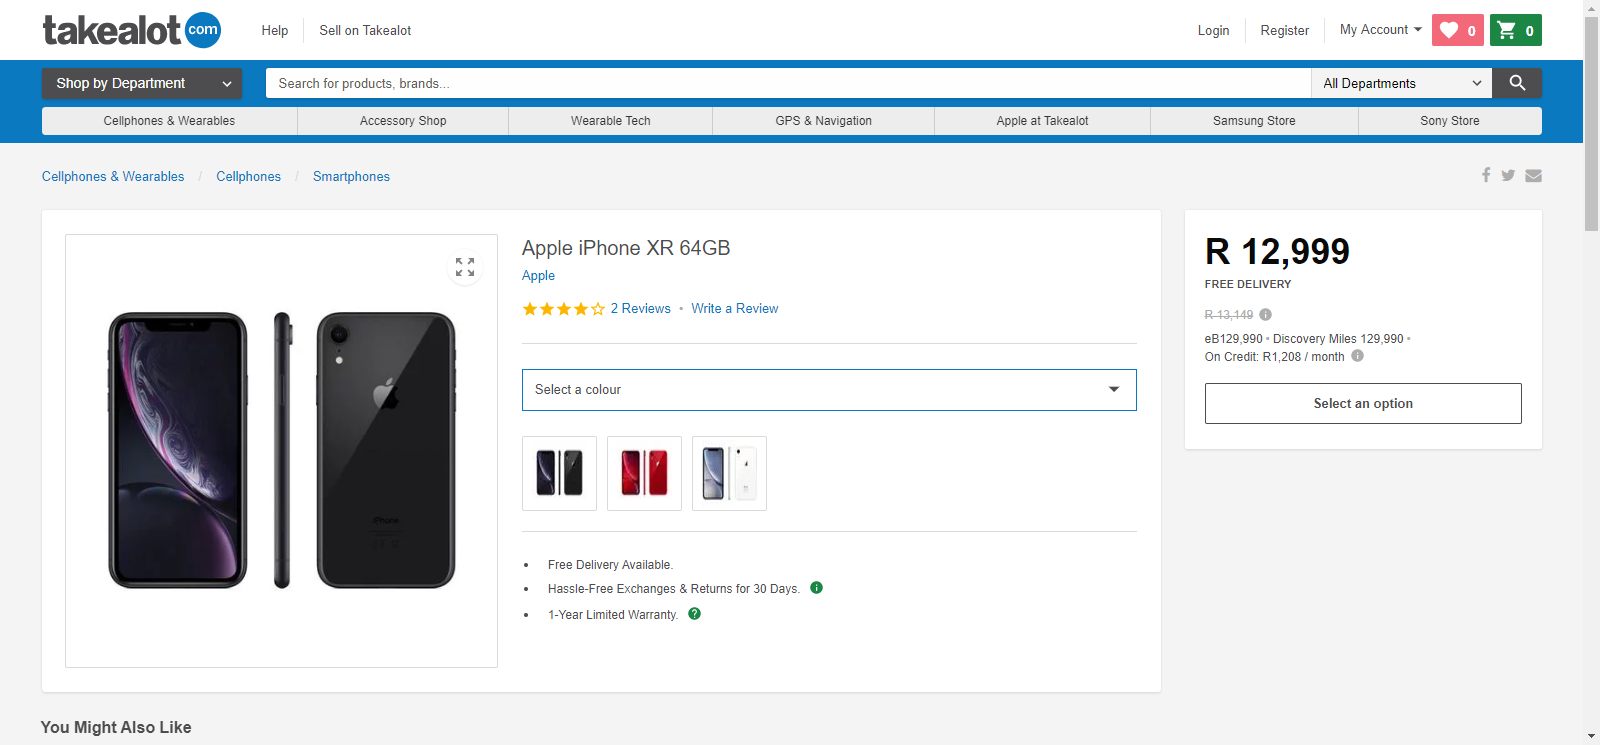 takealot com
Help
Sell on Takealot
Login
Register
My Account
0
0
Shop by Department
Search for products, brands...
All Departments
Cellphones & Wearables
Accessory Shop
Wearable Tech
GPS & Navigation
Apple at Takealot
Samsung Store
Sony Store
Cellphones & Wearables / Cellphones / Smartphones
Apple iPhone XR 64GB
Apple
2 Reviews • Write a Review
Select a colour
Free Delivery Available.
Hassle-Free Exchanges & Returns for 30 Days.
1-Year Limited Warranty.
iPhone
R 12,999
FREE DELIVERY
R 13,149
eB129,990 • Discovery Miles 129,990 •
On Credit: R1,208 / month
Select an option
You Might Also Like